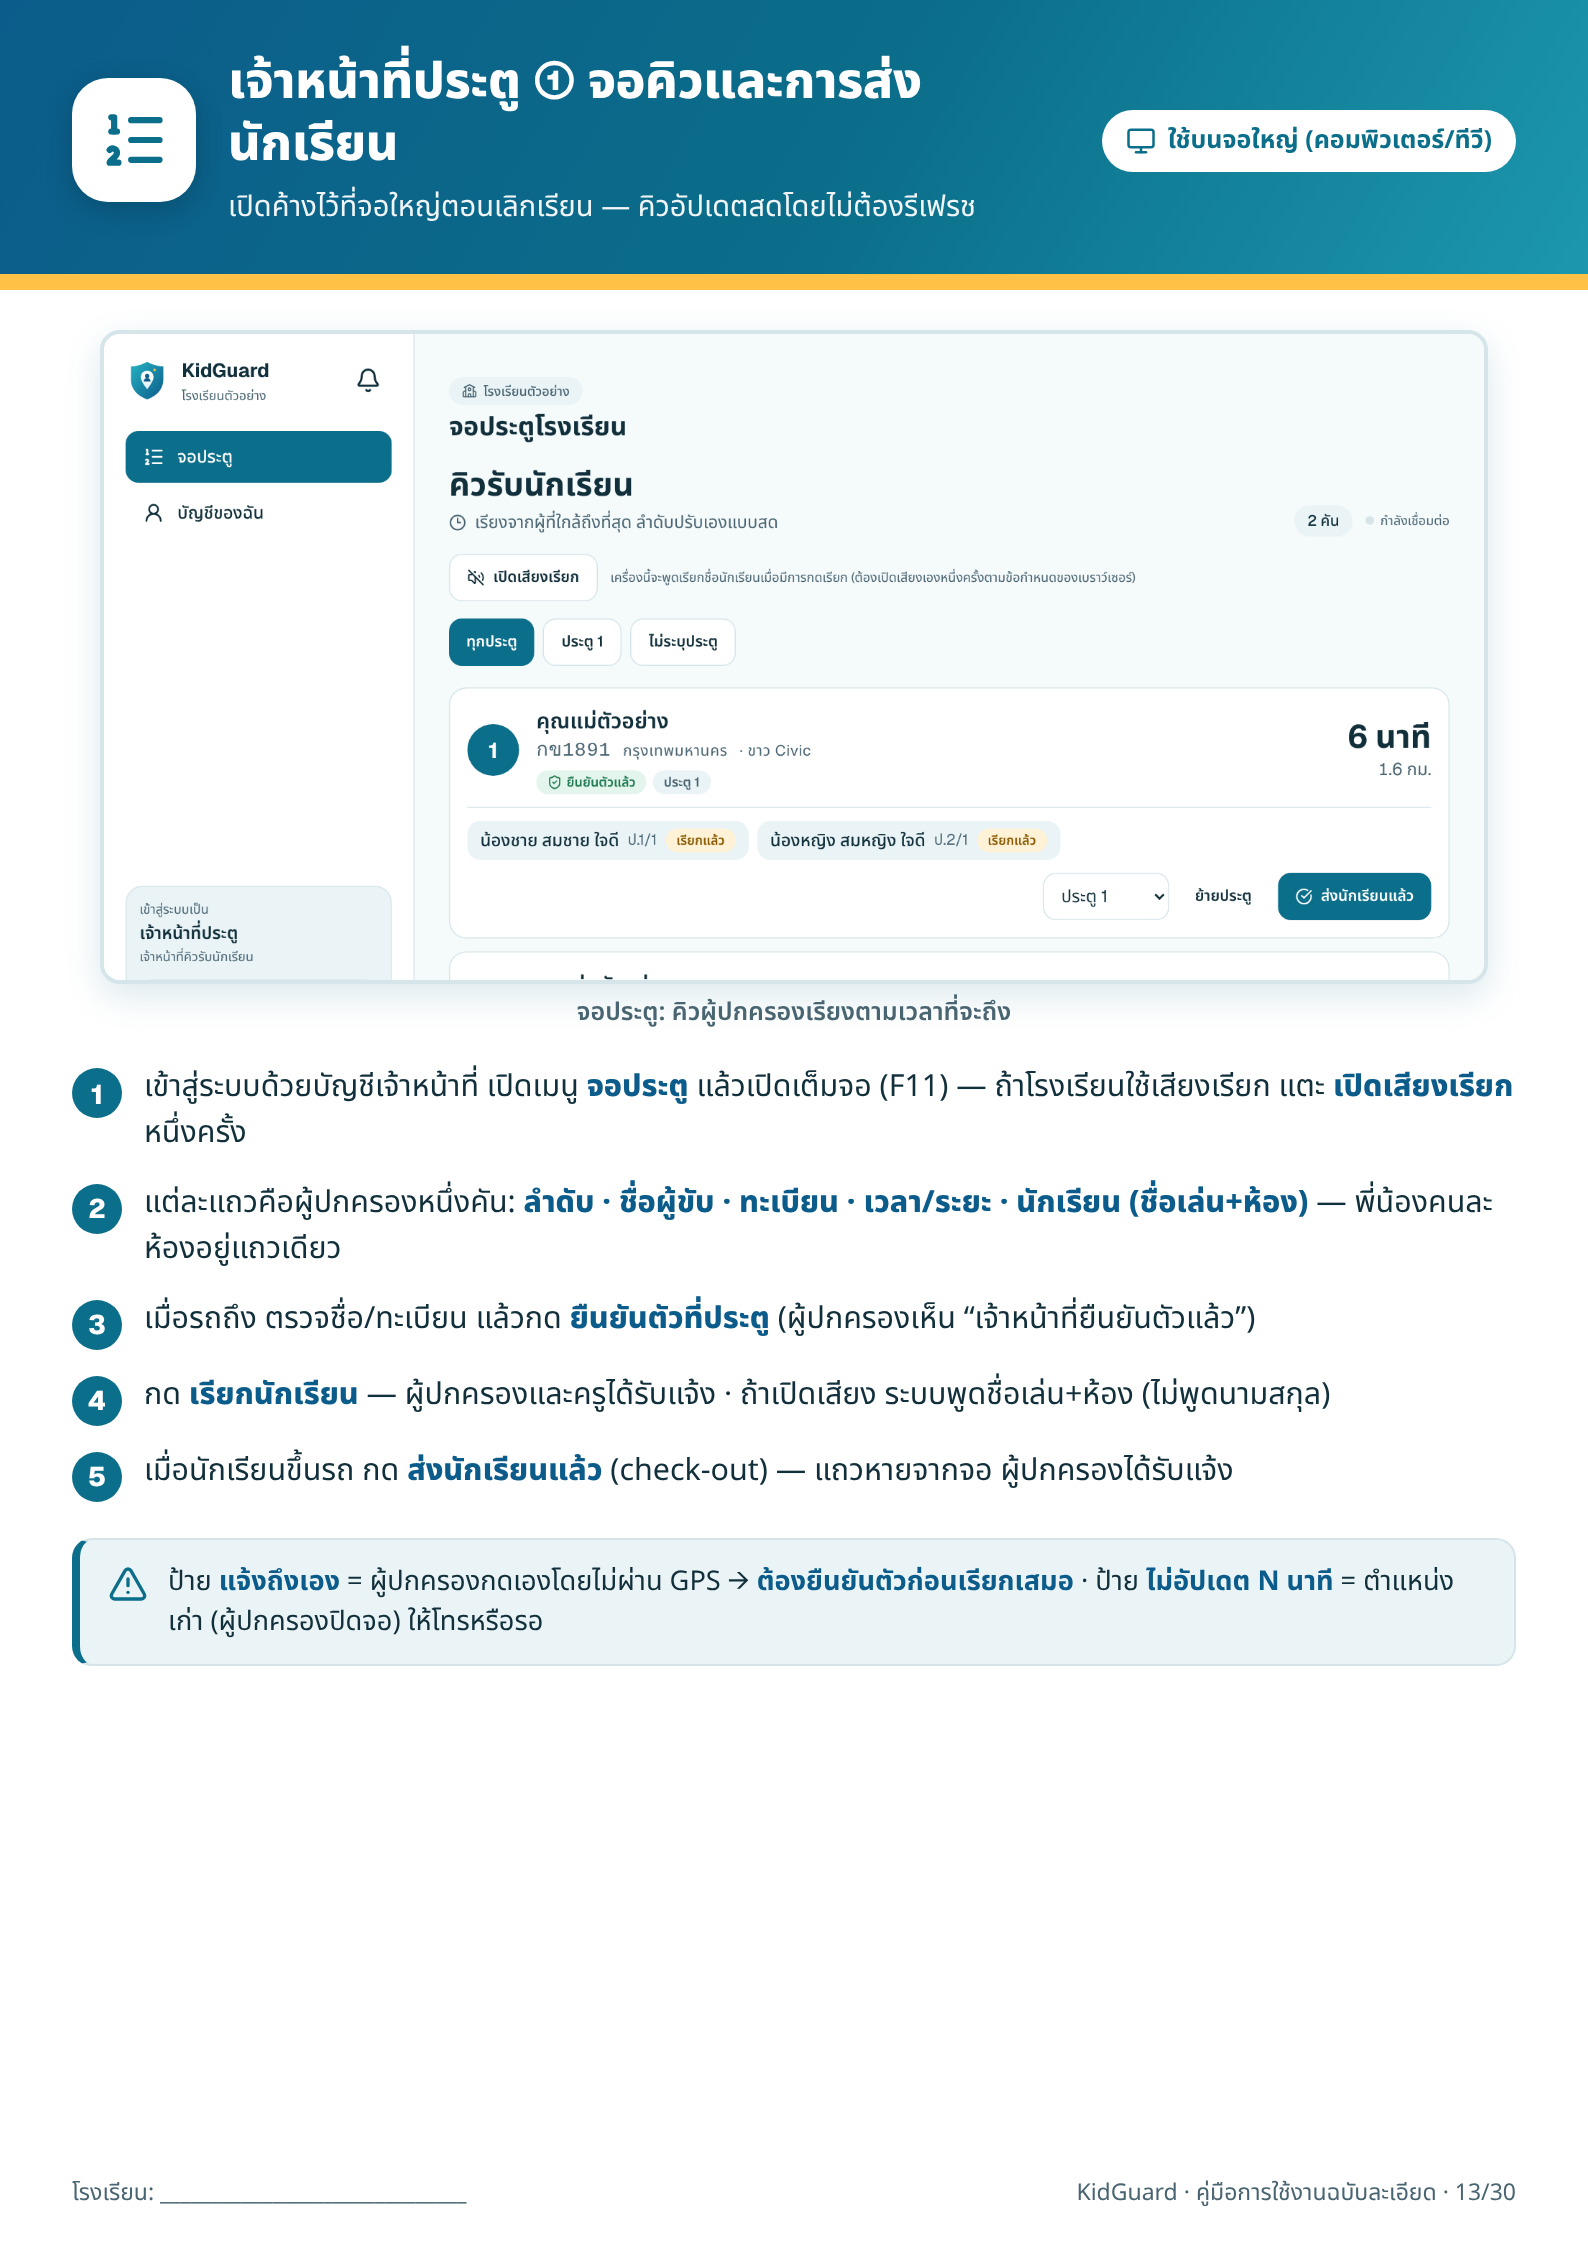 เจ้าหน้าที่ประตู ① จอคิวและการส่ง
นักเรียน
เปิดค้างไว้ที่จอใหญ่ตอนเลิกเรียน — คิวอัปเดตสดโดยไม่ต้องรีเฟรช
ใช้บนจอใหญ่ (คอมพิวเตอร์/ทีวี)
KidGuard
โรงเรียนตัวอย่าง
จอประตู
บัญชีของฉัน
เข้าสู่ระบบเป็น
เจ้าหน้าที่ประตู
เจ้าหน้าที่คิวรับนักเรียน
โรงเรียนตัวอย่าง
จอประตูโรงเรียน
คิวรับนักเรียน
เรียงจากผู้ที่ใกล้ถึงที่สุด ลำดับปรับเองแบบสด
2 คัน
กำลังเชื่อมต่อ
เปิดเสียงเรียก
เครื่องนี้จะพูดเรียกชื่อนักเรียนเมื่อมีการกดเรียก (ต้องเปิดเสียงเองหนึ่งครั้งตามข้อกำหนดของเบราว์เซอร์)
ทุกประตู
ประตู 1
ไม่ระบุประตู
1
คุณแม่ตัวอย่าง
กข1891 กรุงเทพมหานคร · ขาว Civic
ยืนยันตัวแล้ว
ประตู 1
6 นาที
1.6 กม.
น้องชาย สมชาย ใจดี ป.1/1 เรียกแล้ว
น้องหญิง สมหญิง ใจดี ป.2/1 เรียกแล้ว
ประตู 1
ย้ายประตู
ส่งนักเรียนแล้ว
จอประตู: คิวผู้ปกครองเรียงตามเวลาที่จะถึง
1 เข้าสู่ระบบด้วยบัญชีเจ้าหน้าที่ เปิดเมนู จอประตู แล้วเปิดเต็มจอ (F11) — ถ้าโรงเรียนใช้เสียงเรียก แตะ เปิดเสียงเรียก
หนึ่งครั้ง
2 แต่ละแถวคือผู้ปกครองหนึ่งคัน: ลำดับ · ชื่อผู้ขับ · ทะเบียน · เวลา/ระยะ · นักเรียน (ชื่อเล่น+ห้อง) — พี่น้องคนละ
ห้องอยู่แถวเดียว
3 เมื่อรถถึง ตรวจชื่อ/ทะเบียน แล้วกด ยืนยันตัวที่ประตู (ผู้ปกครองเห็น “เจ้าหน้าที่ยืนยันตัวแล้ว”)
4 กด เรียกนักเรียน — ผู้ปกครองและครูได้รับแจ้ง · ถ้าเปิดเสียง ระบบพูดชื่อเล่น+ห้อง (ไม่พูดนามสกุล)
5 เมื่อนักเรียนขึ้นรถ กด ส่งนักเรียนแล้ว (check-out) — แถวหายจากจอ ผู้ปกครองได้รับแจ้ง
ป้าย แจ้งถึงเอง = ผู้ปกครองกดเองโดยไม่ผ่าน GPS → ต้องยืนยันตัวก่อนเรียกเสมอ · ป้าย ไม่อัปเดต N นาที = ตำแหน่ง
เก่า (ผู้ปกครองปิดจอ) ให้โทรหรือรอ
โรงเรียน: ____________________________
KidGuard · คู่มือการใช้งานฉบับละเอียด · 13/30